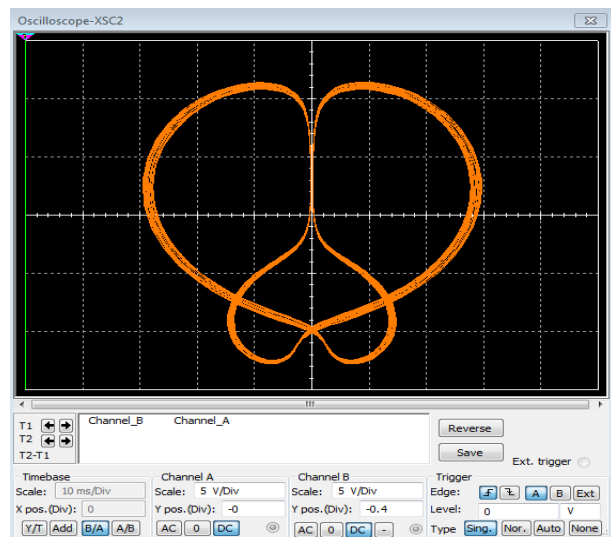 Oscilloscope-XSC2
T1
T2
T2-T1
Channel_B Channel_A
Reverse
Save
Ext. trigger
Timebase
Scale: 10 ms/Div
X pos.(Div): 0
Y/T Add B/A A/B
Channel A
Scale: 5 V/Div
Y pos.(Div): -0
AC 0 DC
Channel B
Scale: 5 V/Div
Y pos.(Div): -0.4
AC 0 DC -
Trigger
Edge: A B Ext
Level: 0 V
Type Sing. Nor. Auto None